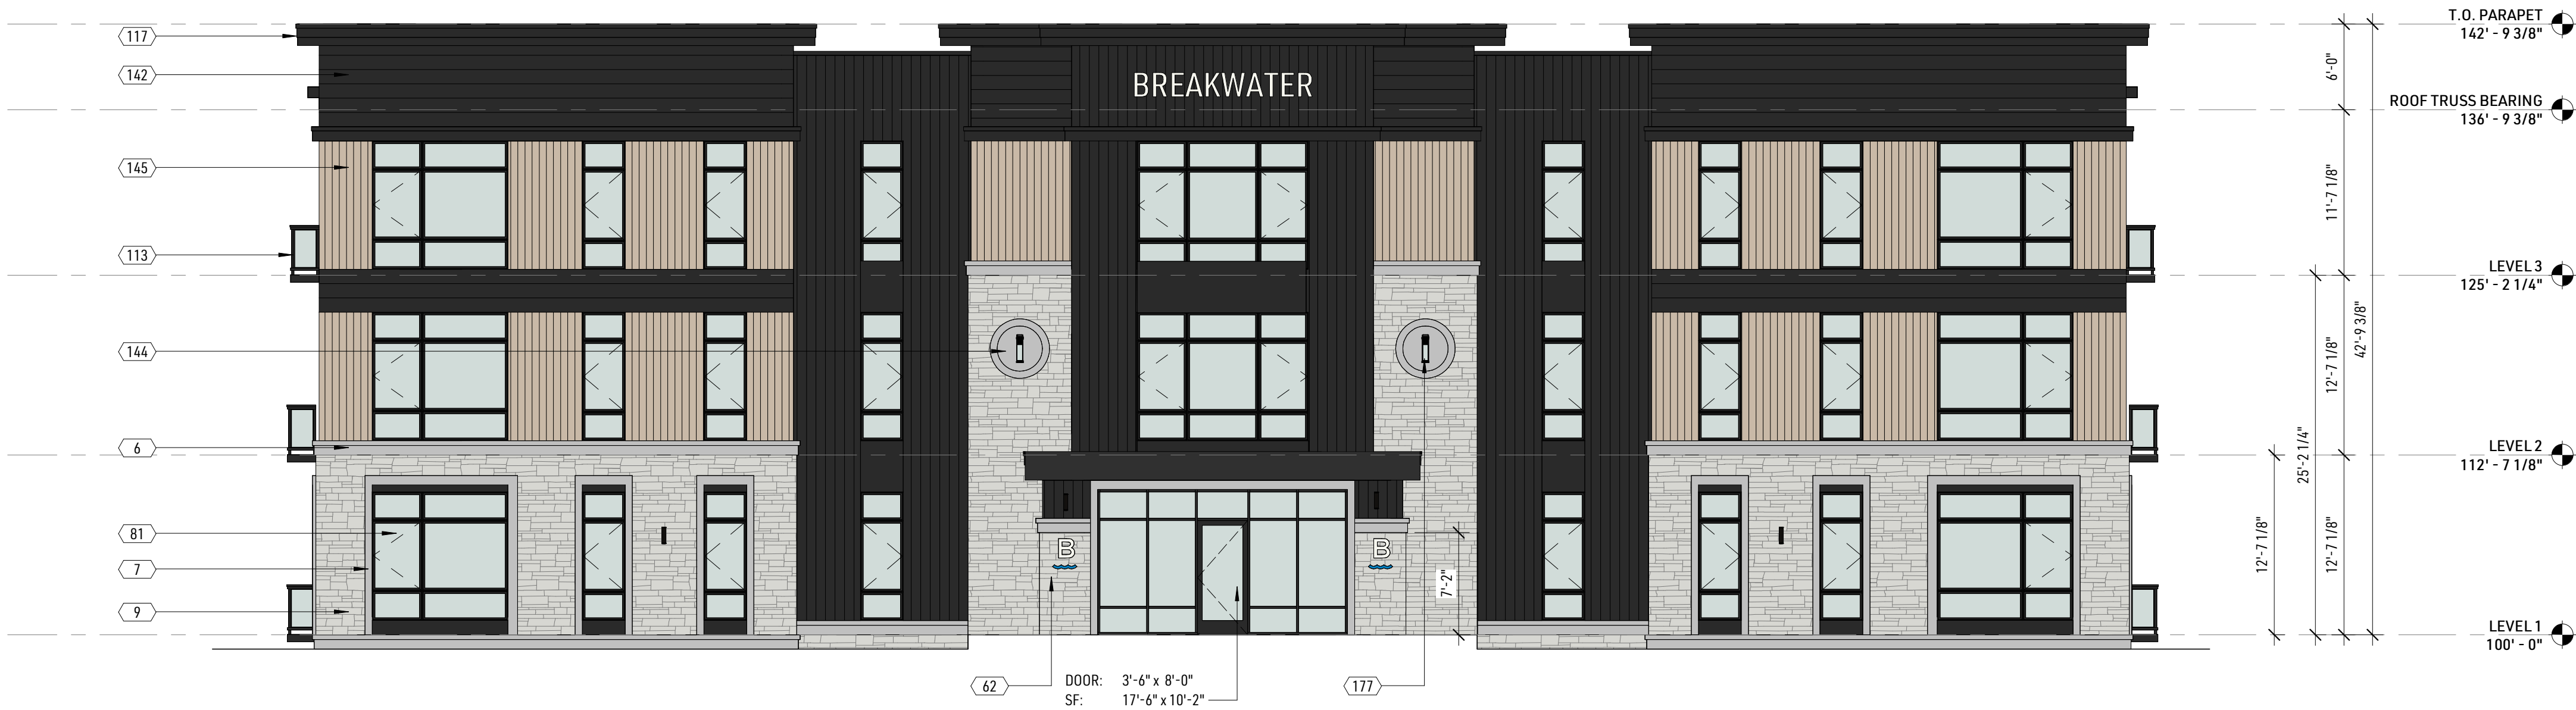 T.O. PARAPET
142' - 9 3/8"
117
142
BREAKWATER
6'-0"
ROOF TRUSS BEARING
136' - 9 3/8"
145
11'-7 1/8"
113
LEVEL 3
125' - 2 1/4"
144
12'-7 1/8"
42'-9 3/8"
6
LEVEL 2
112' - 7 1/8"
25'-2 1/4"
81
B
B
7
7'-2"
12'-7 1/8"
12'-7 1/8"
9
LEVEL 1
100' - 0"
62
DOOR: 3'-6" x 8'-0"
SF: 17'-6" x 10'-2"
177